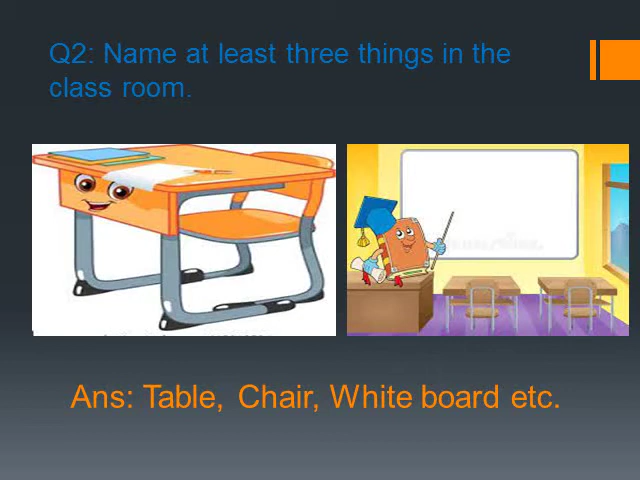 Q2: Name at least three things in the
class room.
Ans: Table, Chair, White board etc.